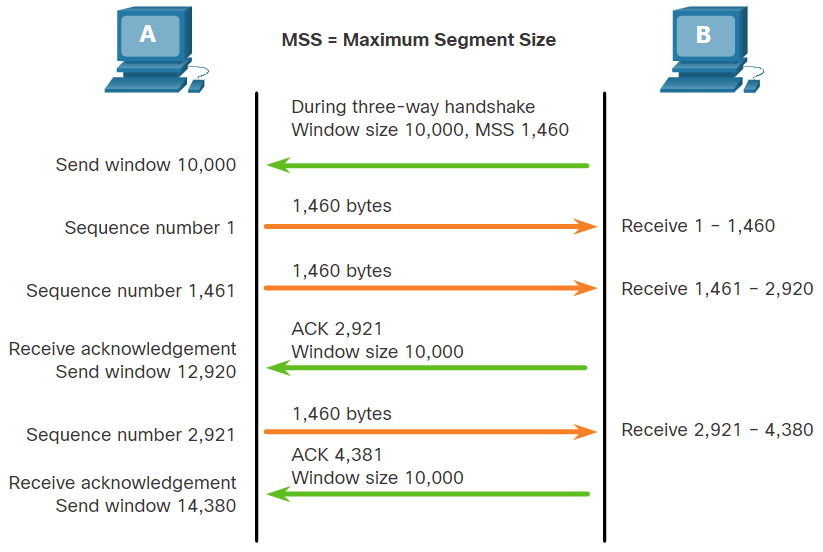 A
MSS = Maximum Segment Size
B
During three-way handshake
Window size 10,000, MSS 1,460
Send window 10,000
1,460 bytes
Sequence number 1
Receive 1 – 1,460
1,460 bytes
Sequence number 1,461
Receive 1,461 – 2,920
ACK 2,921
Window size 10,000
Receive acknowledgement
Send window 12,920
1,460 bytes
Sequence number 2,921
Receive 2,921 – 4,380
ACK 4,381
Window size 10,000
Receive acknowledgement
Send window 14,380